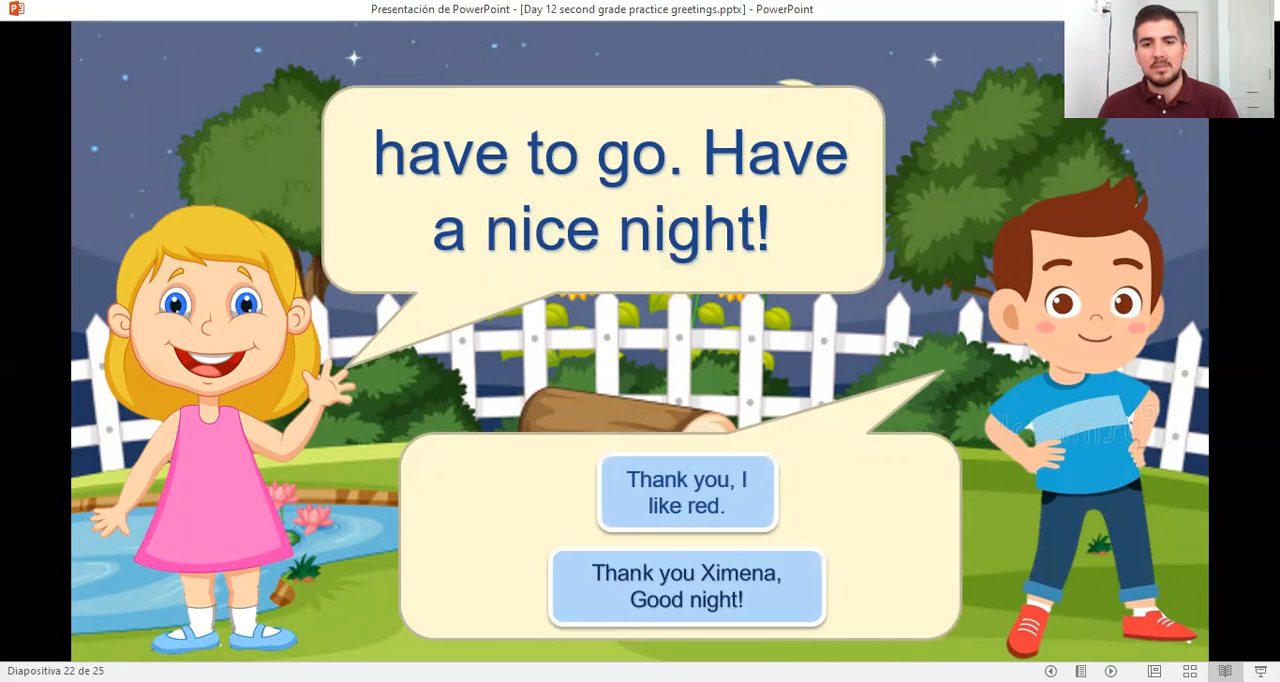 Presentación de PowerPoint - [Day 12 second grade practice greetings.pptx] - PowerPoint
have to go. Have
a nice night!
Thank you, I
like red.
Thank you Ximena,
Good night!
Diapositiva 22 de 25